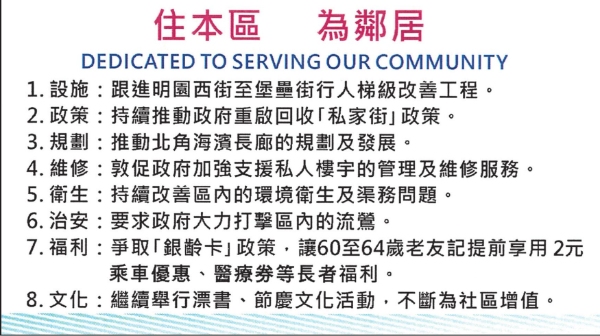 住本區 為鄰居
DEDICATED TO SERVING OUR COMMUNITY
1. 設施：跟進明園西街至堡壘街行人梯級改善工程。
2. 政策：持續推動政府重啟回收「私家街」政策。
3. 規劃：推動北角海濱長廊的規劃及發展。
4. 維修：敦促政府加強支援私人樓宇的管理及維修服務。
5. 衛生：持續改善區內的環境衛生及渠務問題。
6. 治安：要求政府大力打擊區內的流鶯。
7. 福利：爭取「銀齡卡」政策，讓60至64歲老友記提前享用 2元
乘車優惠、醫療券等長者福利。
8. 文化：繼續舉行漂書、節慶文化活動，不斷為社區增值。